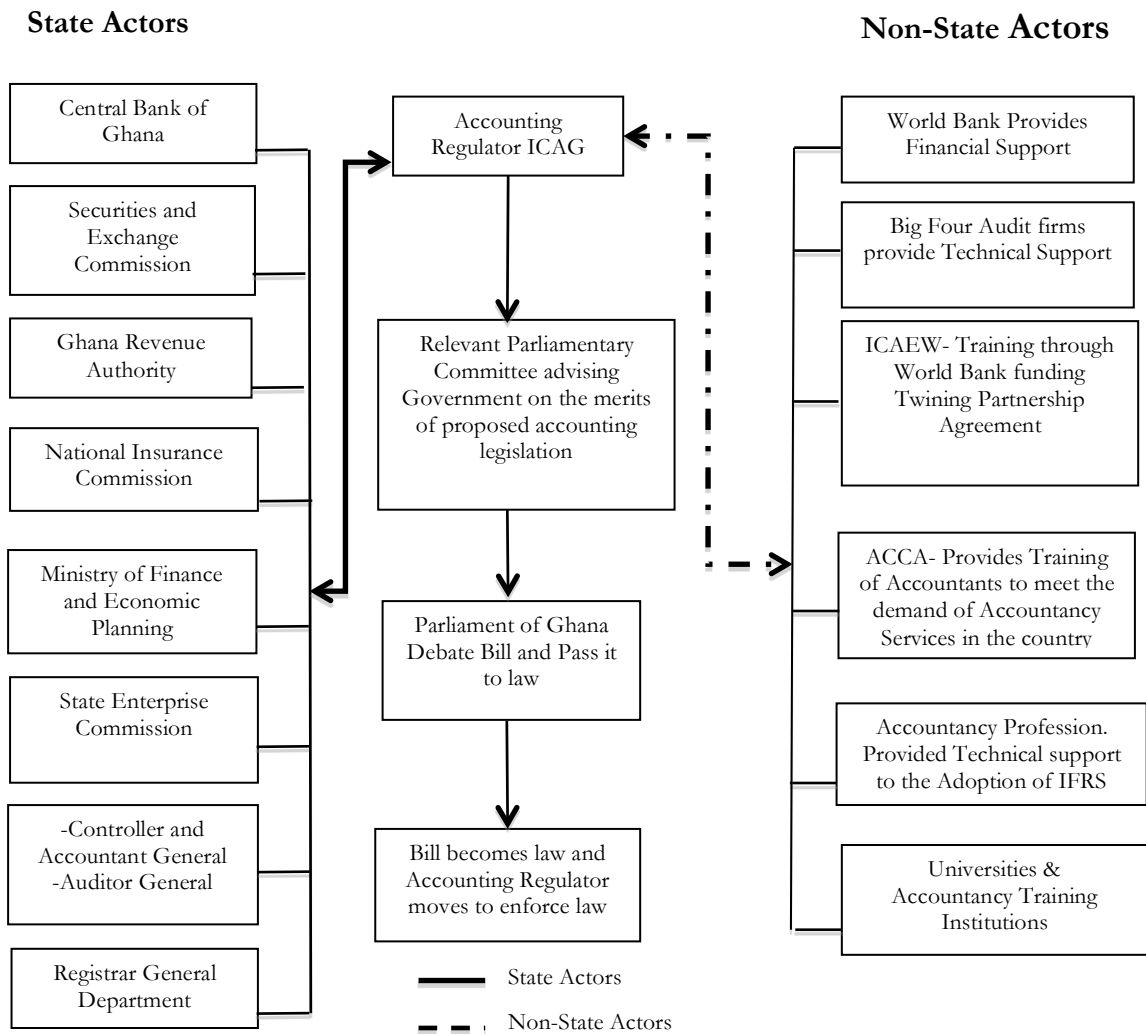 State Actors
Non-State Actors
Central Bank of
Ghana
Securities and
Exchange
Commission
Ghana Revenue
Authority
National Insurance
Commission
Ministry of Finance
and Economic
Planning
State Enterprise
Commission
-Controller and
Accountant General
-Auditor General
Registrar General
Department
Accounting
Regulator ICAG
Relevant Parliamentary
Committee advising
Government on the merits
of proposed accounting
legislation
Parliament of Ghana
Debate Bill and Pass it
to law
Bill becomes law and
Accounting Regulator
moves to enforce law
World Bank Provides
Financial Support
Big Four Audit firms
provide Technical Support
ICAEW- Training through
World Bank funding
Twining Partnership
Agreement
ACCA- Provides Training
of Accountants to meet the
demand of Accountancy
Services in the country
Accountancy Profession.
Provided Technical support
to the Adoption of IFRS
Universities &
Accountancy Training
Institutions
State Actors
Non-State Actors